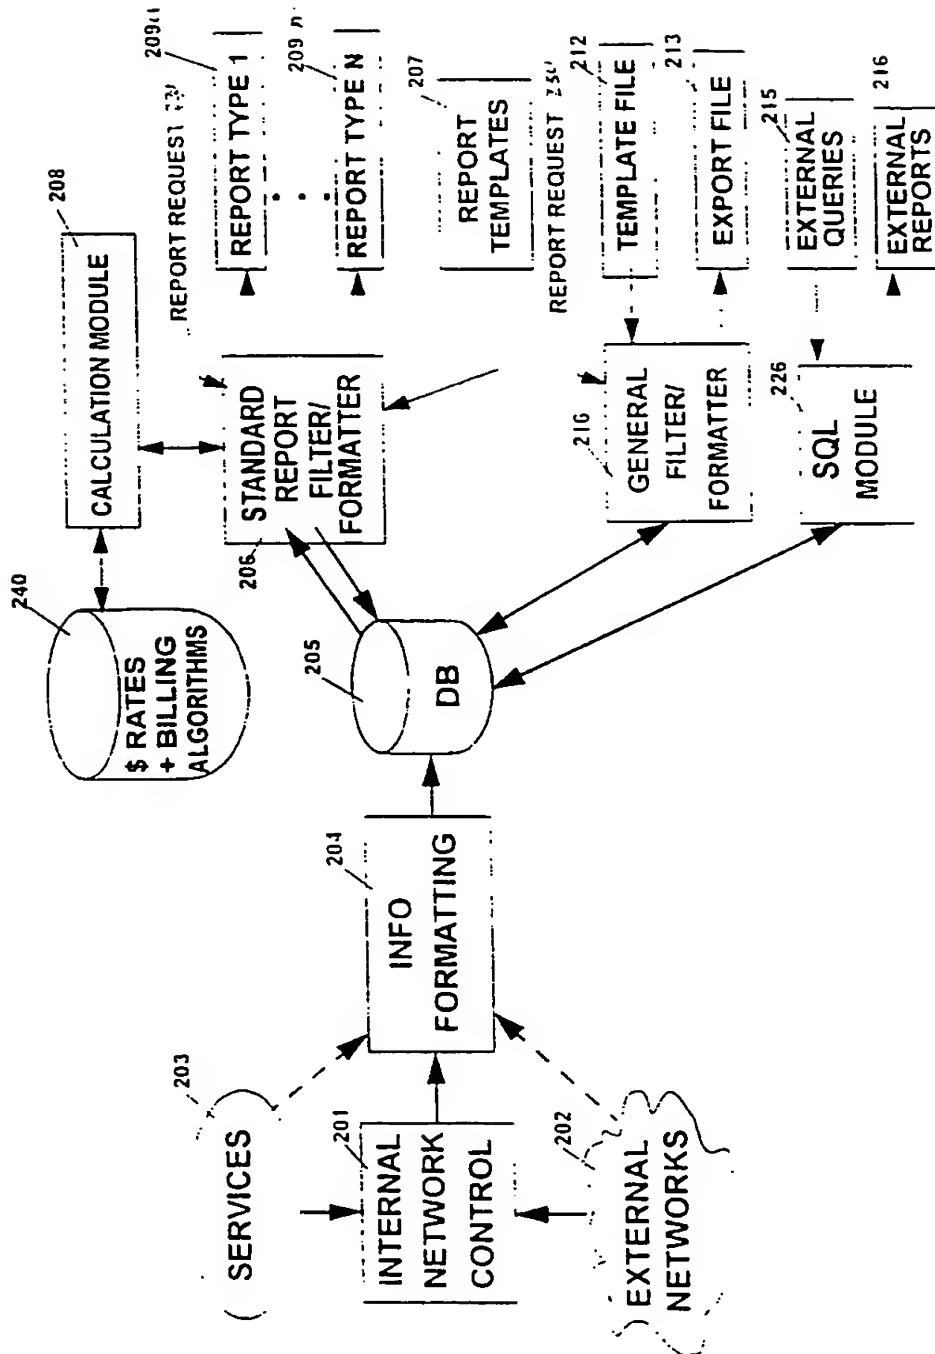 SERVICES
203
INTERNAL
NETWORK
CONTROL
201
EXTERNAL
NETWORKS
202
INFO
FORMATTING
204
DB
205
$ RATES
+ BILLING
ALGORITHMS
240
CALCULATION MODULE
208
STANDARD
REPORT
FILTER/
FORMATTER
206
GENERAL
FILTER/
FORMATTER
216
SQL
MODULE
226
REPORT REQUEST
REPORT TYPE 1
209a
REPORT TYPE N
209 n
REPORT
TEMPLATES
207
REPORT REQUEST
TEMPLATE FILE
212
EXPORT FILE
213
EXTERNAL
QUERIES
215
EXTERNAL
REPORTS
216